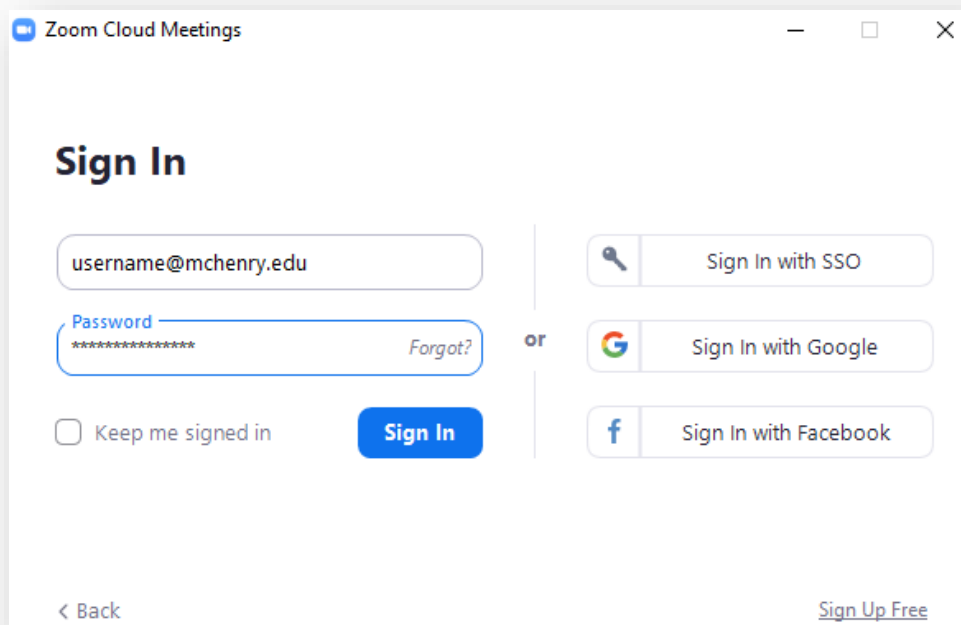 Zoom Cloud Meetings
Sign In
username@mchenry.edu
Password
*************** Forgot?
Keep me signed in
Sign In
or
Sign In with SSO
Sign In with Google
Sign In with Facebook
< Back
Sign Up Free